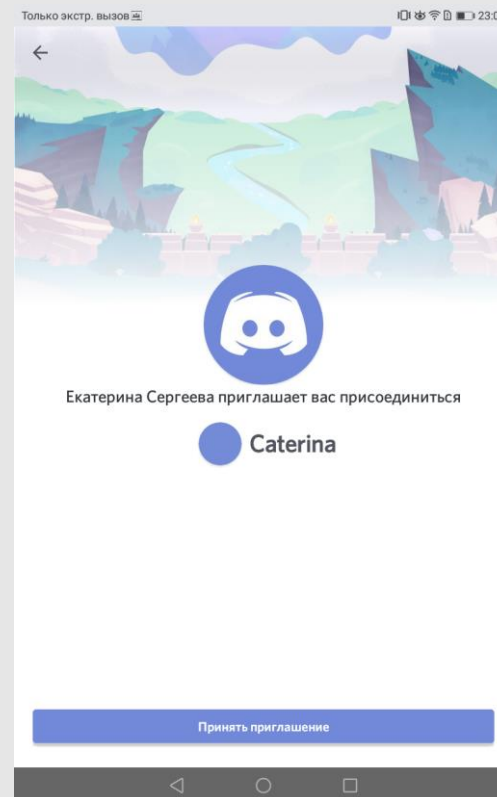 Только экстр. вызов
23:0
Екатерина Сергеева приглашает вас присоединиться
Caterina
Принять приглашение